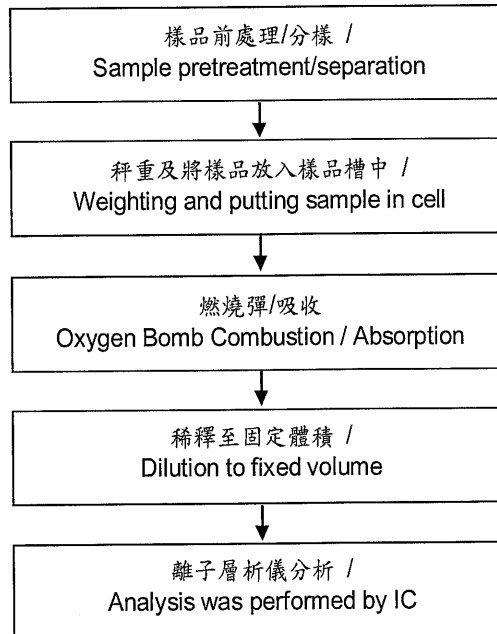 樣品前處理/分樣 /
Sample pretreatment/separation
秤重及將樣品放入樣品槽中 /
Weighting and putting sample in cell
燃燒彈/吸收
Oxygen Bomb Combustion / Absorption
稀釋至固定體積 /
Dilution to fixed volume
離子層析儀分析 /
Analysis was performed by IC